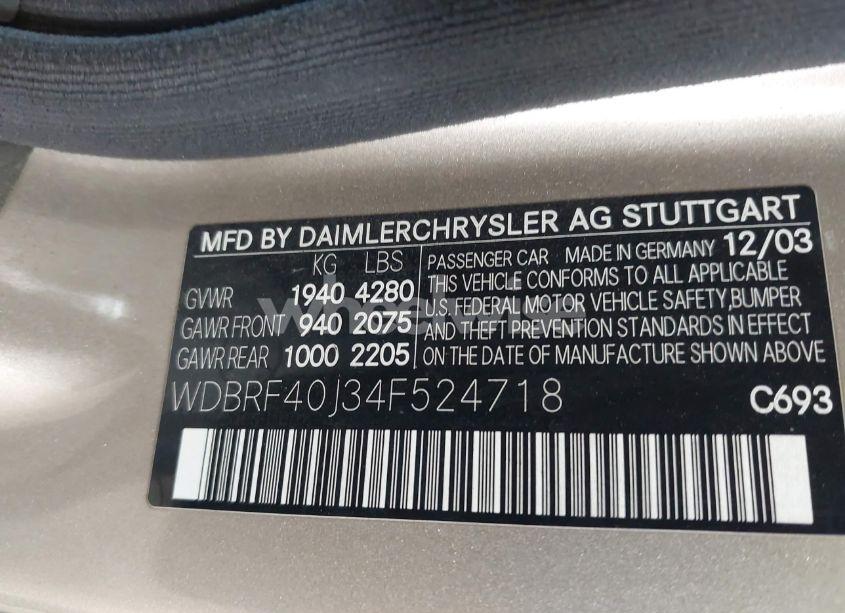 MFD BY DAIMLERCHRYSLER AG STUTTGART
KG LBS
GVWR 1940 4280
GAWR FRONT 940 2075
GAWR REAR 1000 2205
PASSENGER CAR MADE IN GERMANY 12/03
THIS VEHICLE CONFORMS TO ALL APPLICABLE
U.S. FEDERAL MOTOR VEHICLE SAFETY,BUMPER
AND THEFT PREVENTION STANDARDS IN EFFECT
ON THE DATE OF MANUFACTURE SHOWN ABOVE
WDBRF40J34F524718 C693